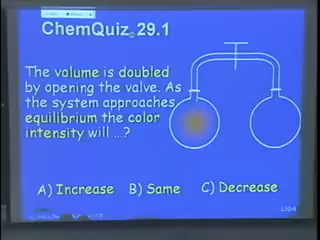 ChemQuiz 29.1
The volume is doubled
by opening the valve. As
the system approaches
equilibrium the color
intensity will ...?
A) Increase B) Same C) Decrease